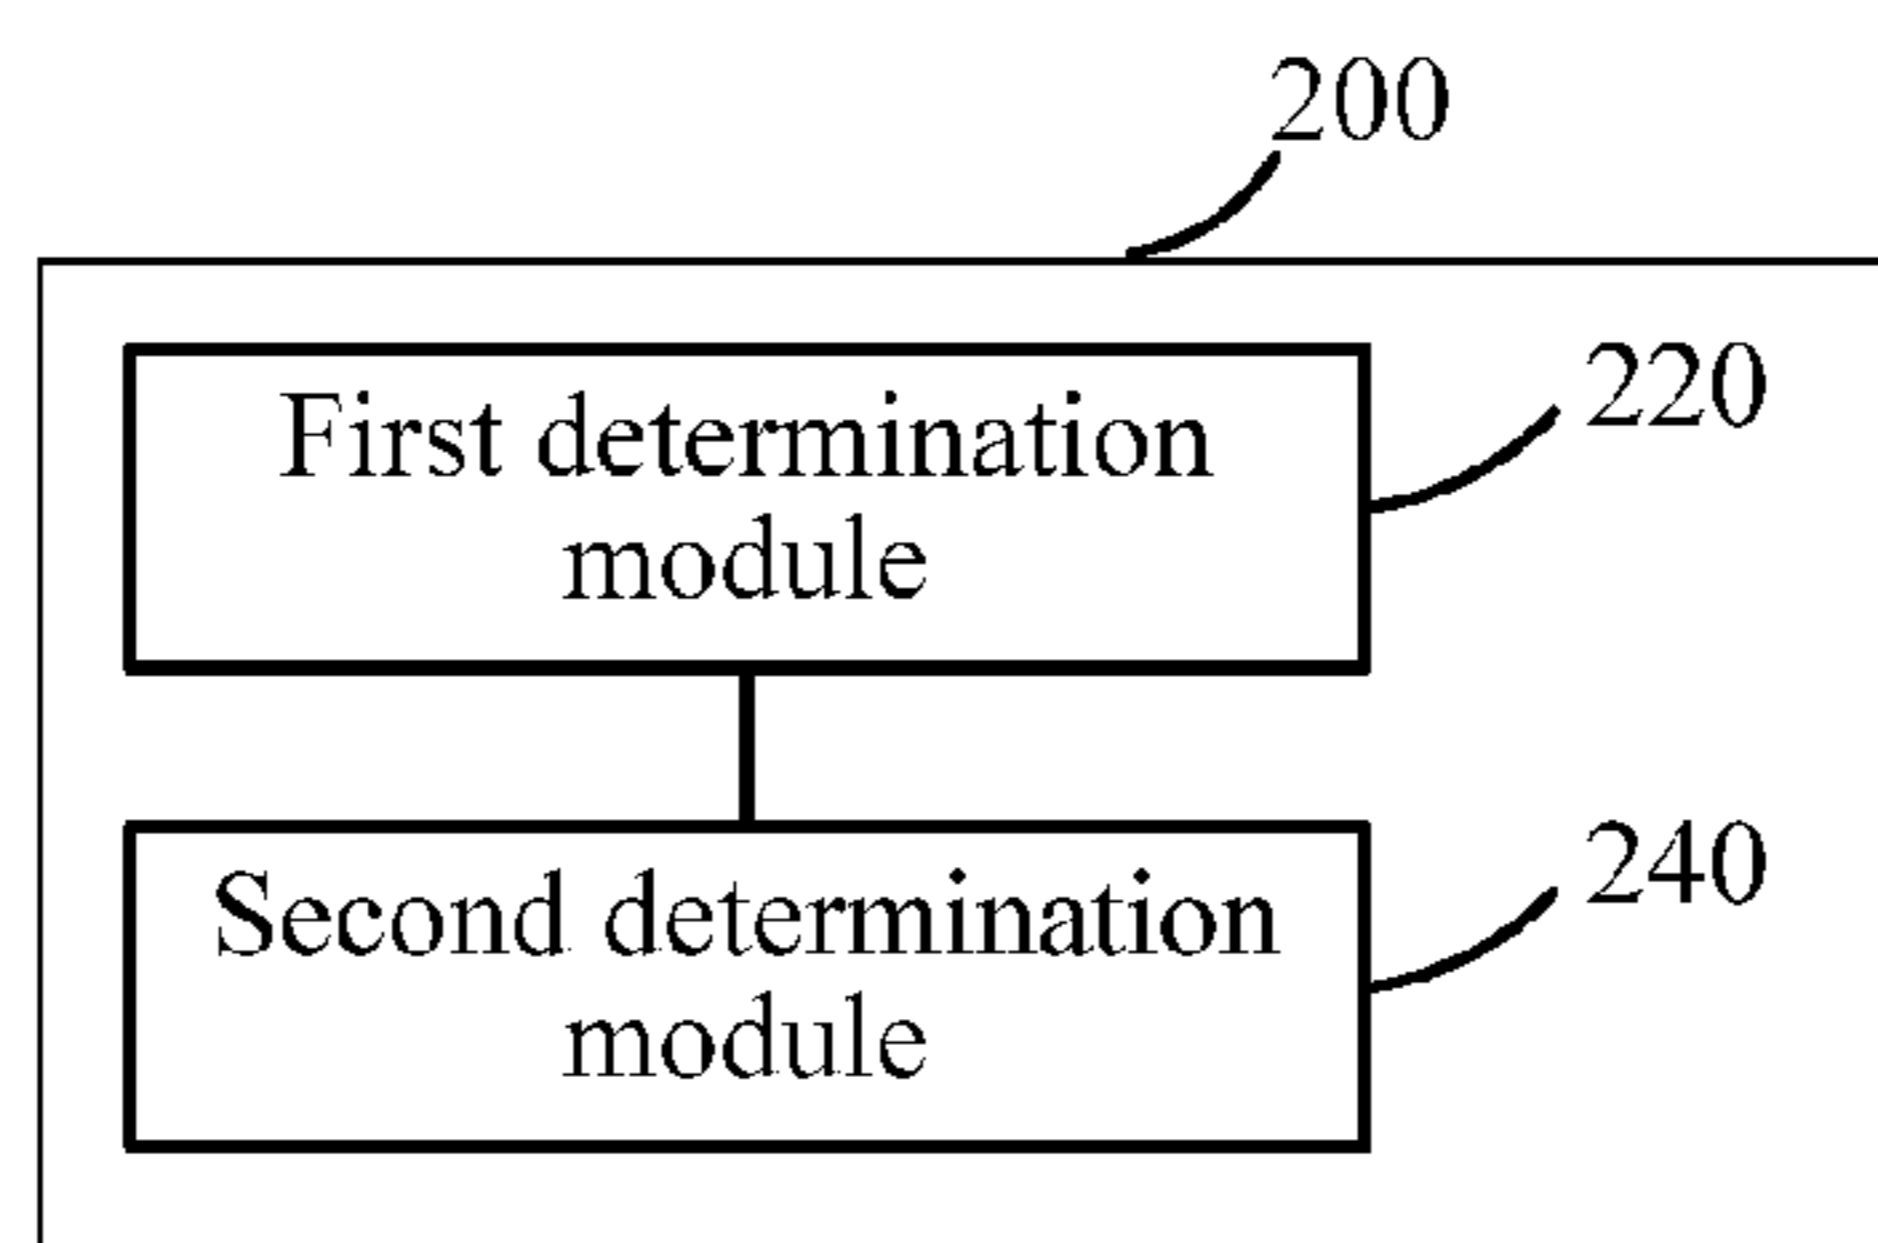 200
First determination
module
220
Second determination
module
240